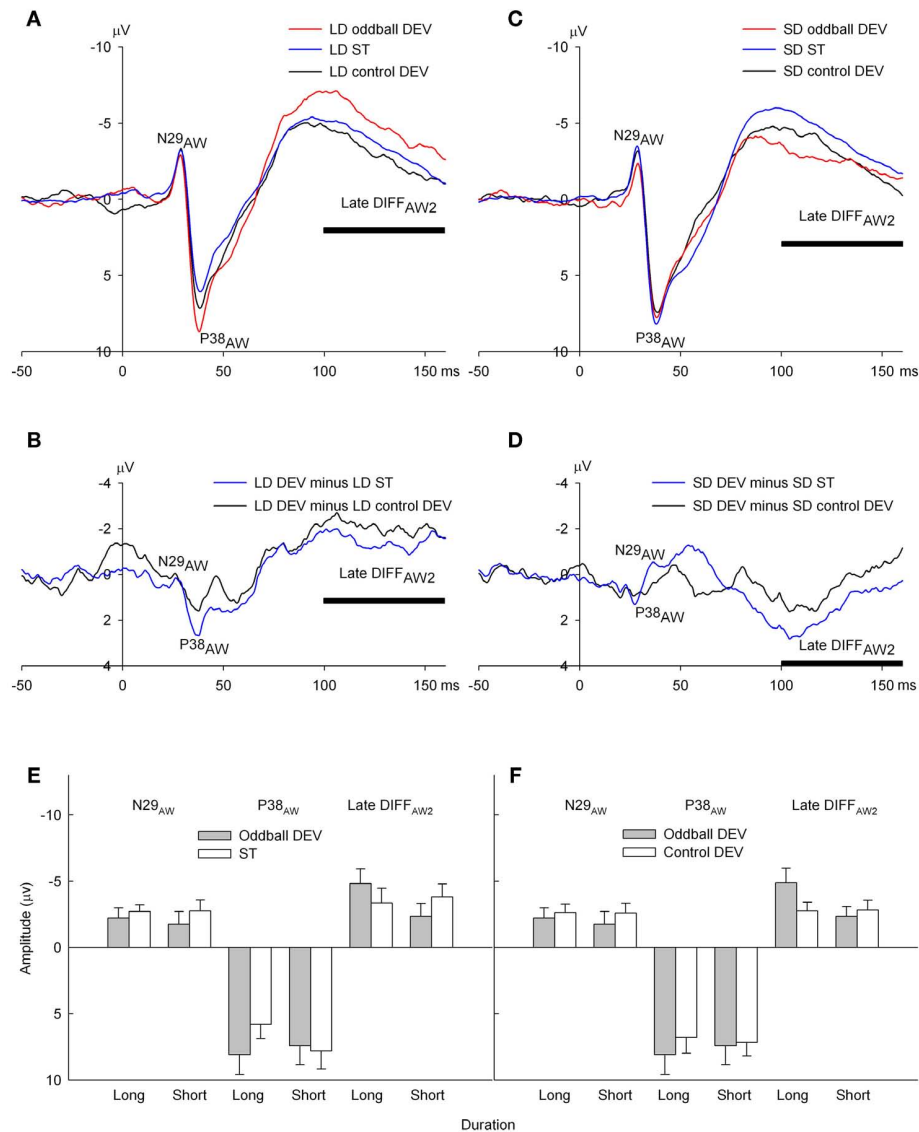 A
μV
-10
-5
0
5
10
LD oddball DEV
LD ST
LD control DEV
N29AW
P38AW
Late DIFFAW2
-50 0 50 100 150 ms
C
μV
-10
-5
0
5
10
SD oddball DEV
SD ST
SD control DEV
N29AW
P38AW
Late DIFFAW2
-50 0 50 100 150 ms
B
μV
-4
-2
0
2
4
LD DEV minus LD ST
LD DEV minus LD control DEV
N29AW
P38AW
Late DIFFAW2
-50 0 50 100 150 ms
D
μV
-4
-2
0
2
4
SD DEV minus SD ST
SD DEV minus SD control DEV
N29AW
P38AW
Late DIFFAW2
-50 0 50 100 150 ms
E
N29AW P38AW Late DIFFAW2
Oddball DEV
ST
Amplitude (μv)
-10
-5
0
5
10
Long Short Long Short Long Short
F
N29AW P38AW Late DIFFAW2
Oddball DEV
Control DEV
Long Short Long Short Long Short
Duration